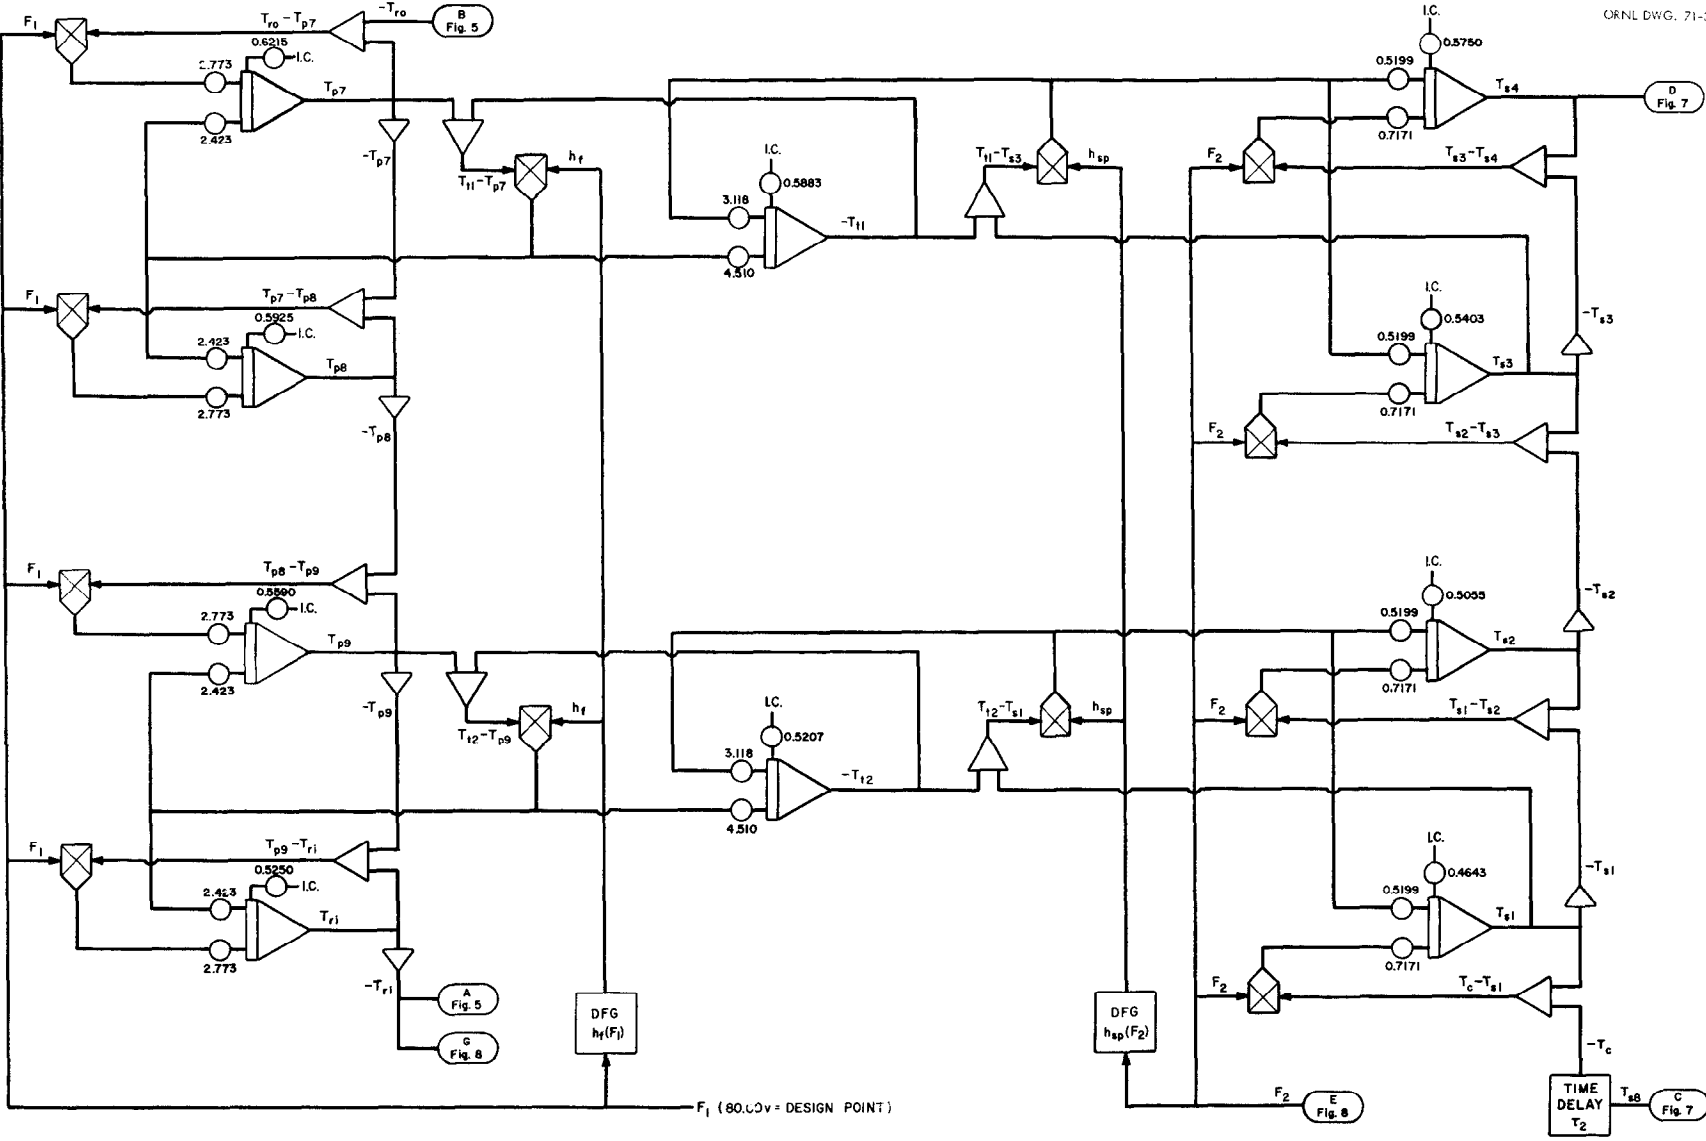 ORNL DWG. 71-
F1
Tro – Tp7
–Tro
B
Fig. 5
0.6215
I.C.
2.773
2.423
Tp7
–Tp7
Tt1 – Tp7
hf
I.C.
0.5883
3.118
4.510
–Tt1
Tt1 – Ts3
hsp
I.C.
0.5750
0.5199
0.7171
Ts4
D
Fig. 7
F2
Ts3 – Ts4
F1
Tp7 – Tp8
0.5925
I.C.
2.423
2.773
Tp8
–Tp8
I.C.
0.5403
0.5199
0.7171
Ts3
–Ts3
F2
Ts2 – Ts3
F1
Tp8 – Tp9
0.5590
I.C.
2.773
2.423
Tp9
–Tp9
Tt2 – Tp9
hf
I.C.
0.5207
3.118
4.510
–Tt2
Tt2 – Ts1
hsp
I.C.
0.5055
0.5199
0.7171
Ts2
–Ts2
F2
Ts1 – Ts2
F1
Tp9 – Tri
0.5250
I.C.
2.423
2.773
Tri
–Tri
A
Fig. 5
G
Fig. 8
I.C.
0.4643
0.5199
0.7171
Ts1
–Ts1
F2
Tc – Ts1
–Tc
DFG
hf(F1)
DFG
hsp(F2)
F1 (80.00v = DESIGN POINT)
F2
E
Fig. 8
TIME
DELAY
τ2
Ts8
C
Fig. 7